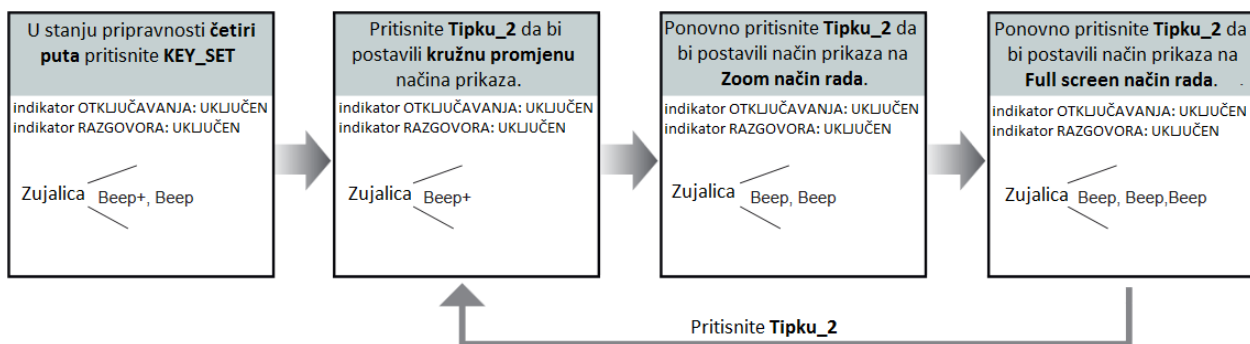 U stanju pripravnosti četiri
puta pritisnite KEY_SET
indikator OTKLJUČAVANJA: UKLJUČEN
indikator RAZGOVORA: UKLJUČEN
Zujalica Beep+, Beep
Pritisnite Tipku_2 da bi
postavili kružnu promjenu
načina prikaza.
indikator OTKLJUČAVANJA: UKLJUČEN
indikator RAZGOVORA: UKLJUČEN
Zujalica Beep+
Ponovno pritisnite Tipku_2 da
bi postavili način prikaza na
Zoom način rada.
indikator OTKLJUČAVANJA: UKLJUČEN
indikator RAZGOVORA: UKLJUČEN
Zujalica Beep, Beep
Ponovno pritisnite Tipku_2 da
bi postavili način prikaza na
Full screen način rada. .
indikator OTKLJUČAVANJA: UKLJUČEN
indikator RAZGOVORA: UKLJUČEN
Zujalica Beep, Beep,Beep
Pritisnite Tipku_2